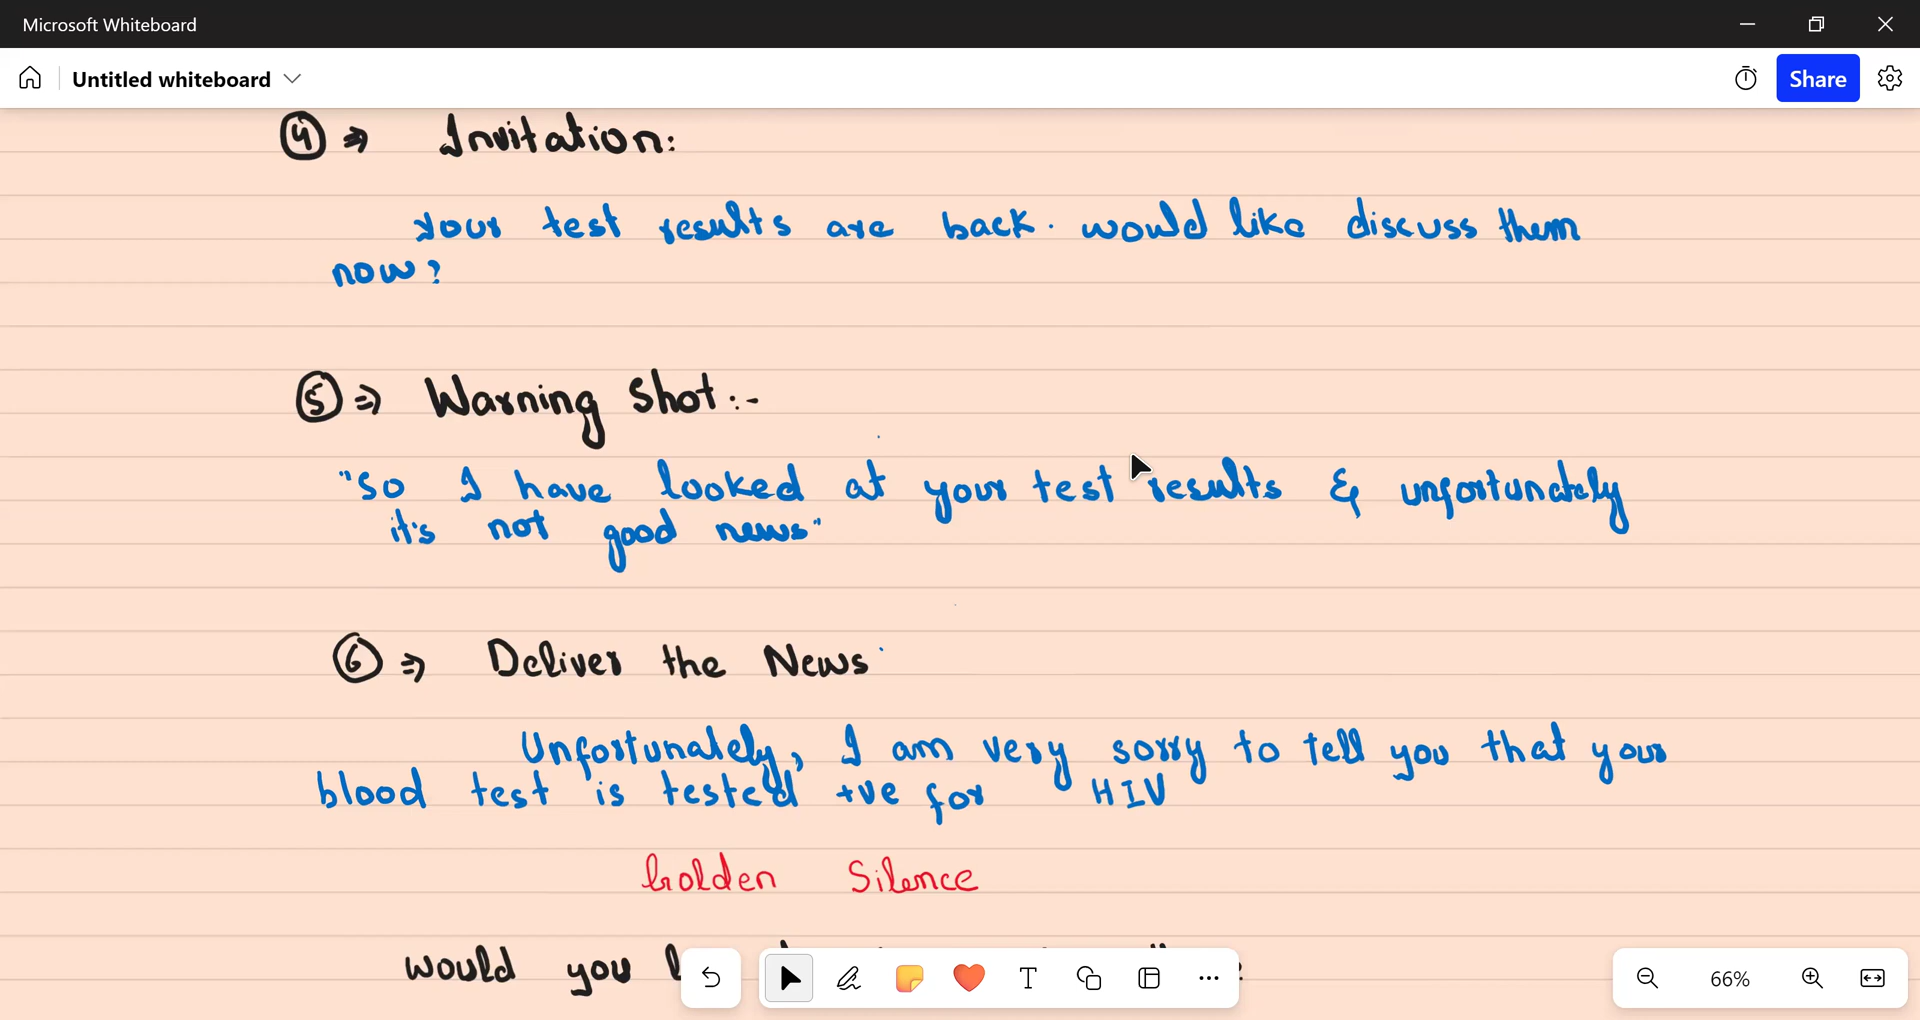 Microsoft Whiteboard
Untitled whiteboard
Share
4 ⇒ Invitation:
Your test results are back. would like discuss them
now?
5 ⇒ Warning Shot:-
"So I have looked at your test results & unfortunately
it's not good news"
6 ⇒ Deliver the News
Unfortunately, I am very sorry to tell you that your
blood test is tested +ve for HIV
Golden Silence
would you
T
66%